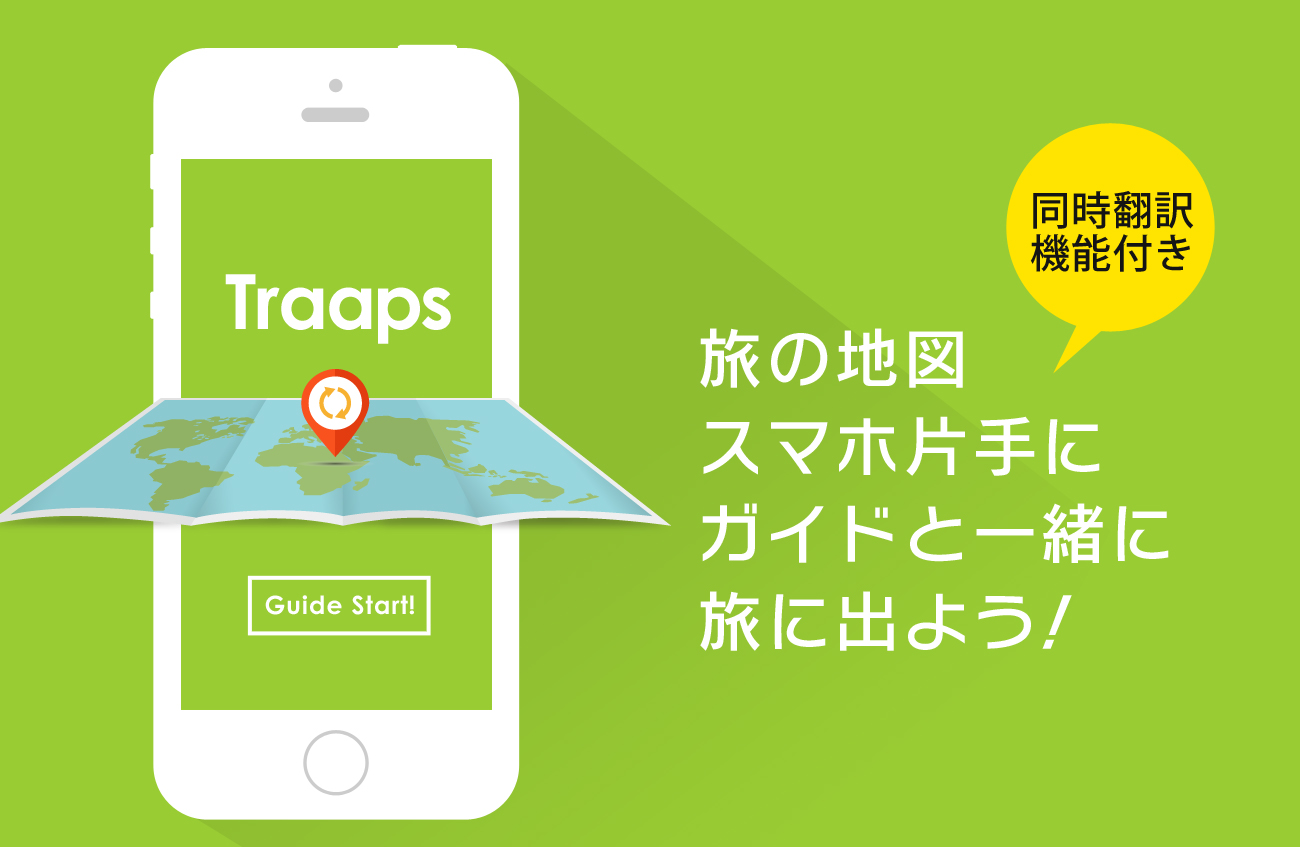 Traaps
Guide Start!
同時翻訳
機能付き
旅の地図
スマホ片手に
ガイドと一緒に
旅に出よう!